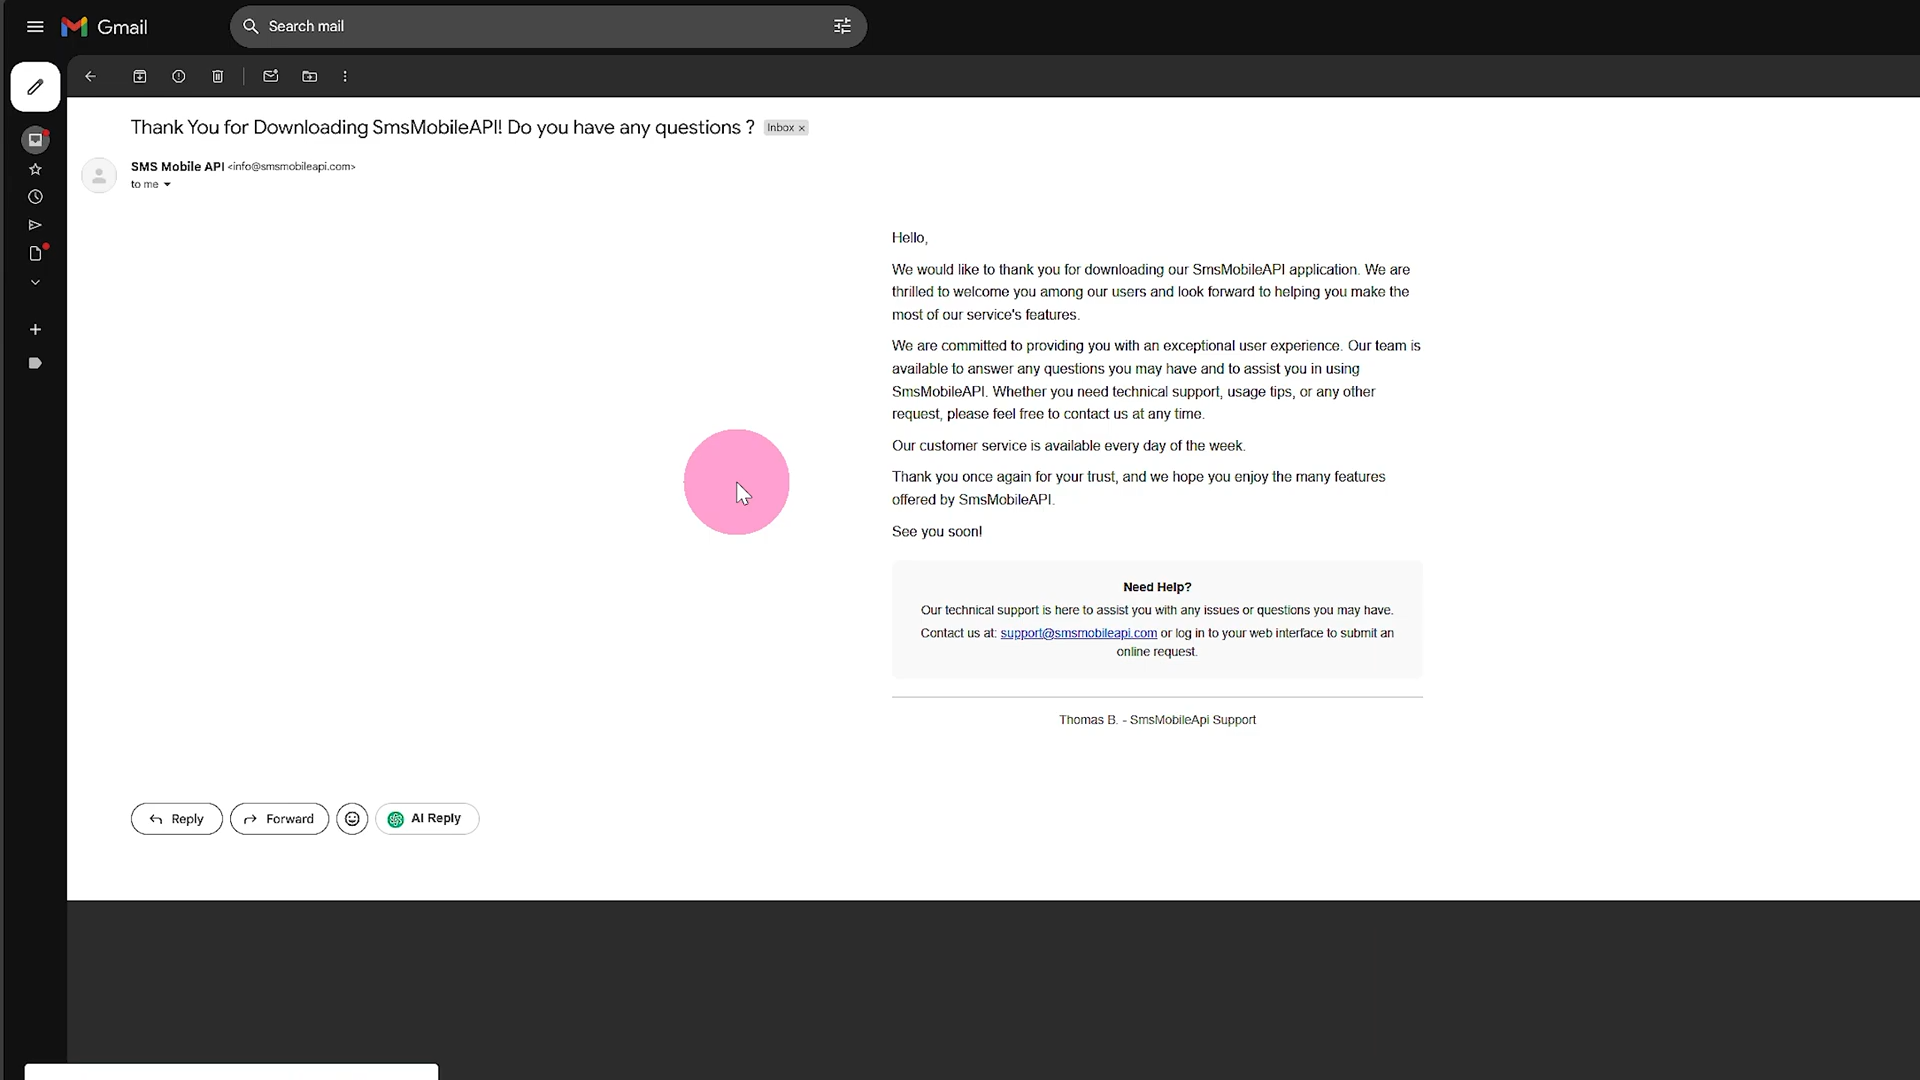 Gmail
Search mail
Thank You for Downloading SmsMobileAPI! Do you have any questions ? Inbox x
SMS Mobile API <info@smsmobileapi.com>
to me
Hello,
We would like to thank you for downloading our SmsMobileAPI application. We are
thrilled to welcome you among our users and look forward to helping you make the
most of our service's features.
We are committed to providing you with an exceptional user experience. Our team is
available to answer any questions you may have and to assist you in using
SmsMobileAPI. Whether you need technical support, usage tips, or any other
request, please feel free to contact us at any time.
Our customer service is available every day of the week.
Thank you once again for your trust, and we hope you enjoy the many features
offered by SmsMobileAPI.
See you soon!
Need Help?
Our technical support is here to assist you with any issues or questions you may have.
Contact us at: support@smsmobileapi.com or log in to your web interface to submit an
online request.
Thomas B. - SmsMobileApi Support
Reply Forward AI Reply